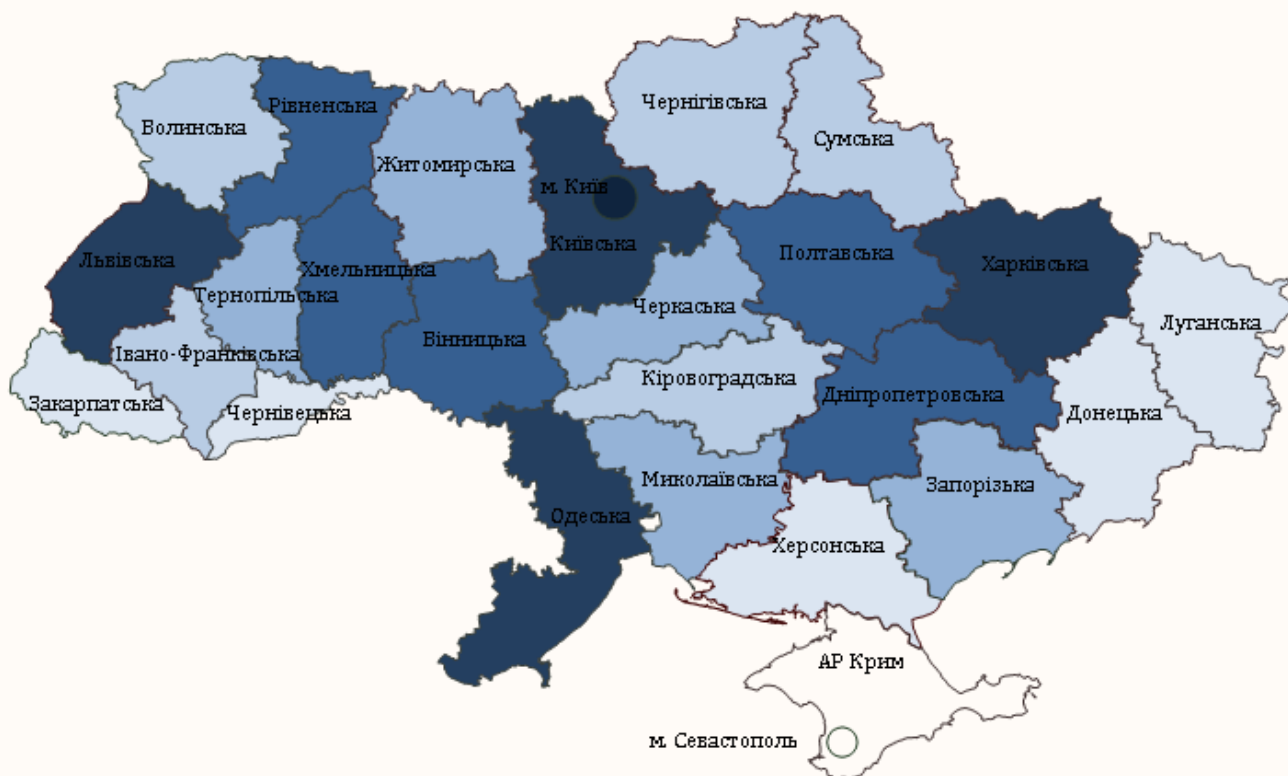 Чернігівська
Рівненська
Волинська
Сумська
Житомирська
м. Київ
Київська
Полтавська
Львівська
Харківська
Хмельницька
Тернопільська
Черкаська
Луганська
Вінницька
Івано-Франківська
Кіровоградська
Дніпропетровська
Закарпатська
Чернівецька
Донецька
Миколаївська
Запорізька
Одеська
Херсонська
АР Крим
м. Севастополь